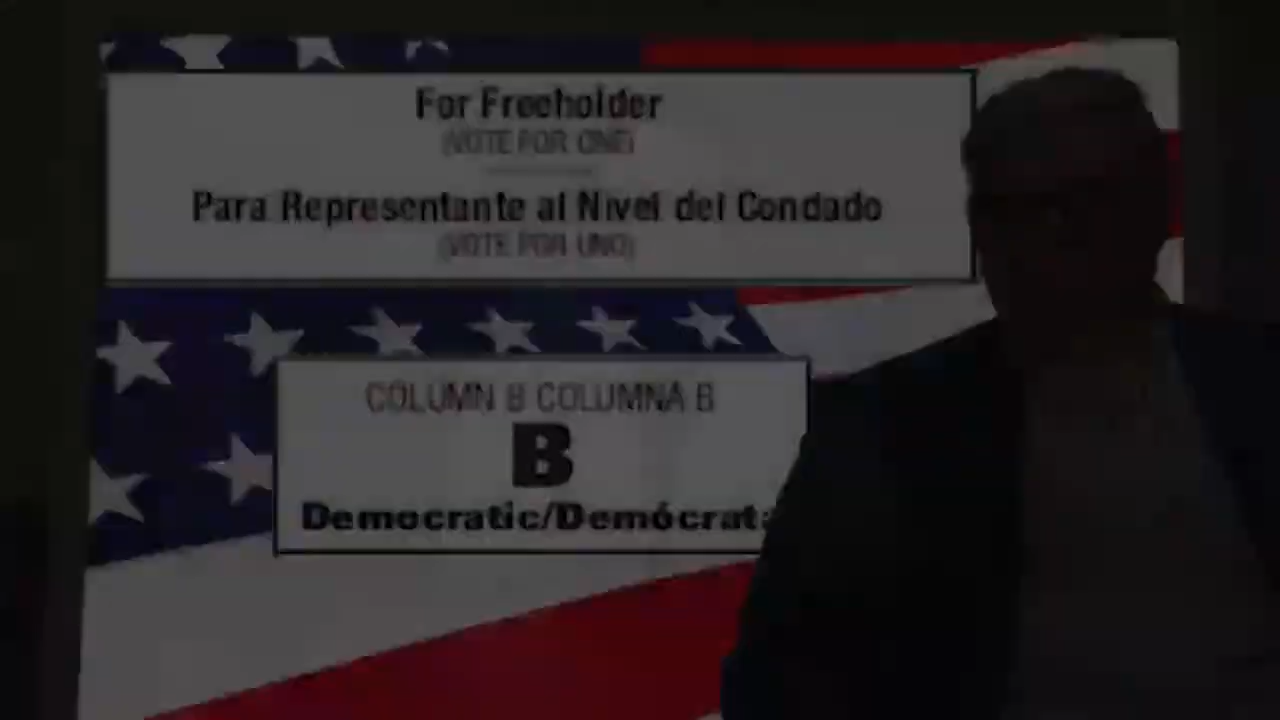 For Freeholder
(VOTE FOR ONE)
Para Representante al Nivel del Condado
(VOTE POR UNO)
COLUMN B COLUMNA B
B
Democratic/Demócrata